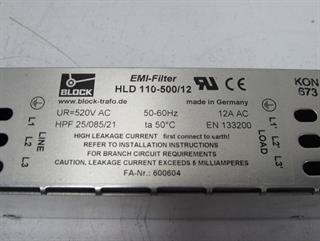 BLOCK
EMI-Filter
HLD 110-500/12
KON
673
www.block-trafo.de
made in Germany
UR=520V AC 50-60Hz 12A AC
HPF 25/085/21 ta 50°C EN 133200
HIGH LEAKAGE CURRENT first connect to earth!
REFER TO INSTALLATION INSTRUCTIONS
FOR BRANCH CIRCUIT REQUIREMENTS
CAUTION, LEAKAGE CURRENT EXCEEDS 5 MILLIAMPERES
FA-Nr.: 600604
LINE
L1
L2
L3
LOAD
L1'
L2'
L3'